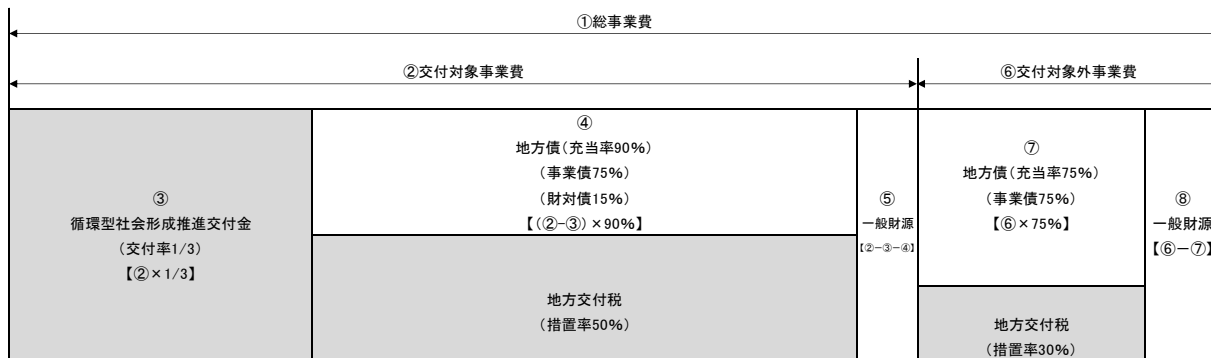 ①総事業費
②交付対象事業費
⑥交付対象外事業費
③
循環型社会形成推進交付金
(交付率1/3)
【②×1/3】
④
地方債(充当率90%)
(事業債75%)
(財対債15%)
【(②-③)×90%】
地方交付税
(措置率50%)
⑤
一般財源
【②-③-④】
⑦
地方債(充当率75%)
(事業債75%)
【⑥×75%】
地方交付税
(措置率30%)
⑧
一般財源
【⑥-⑦】